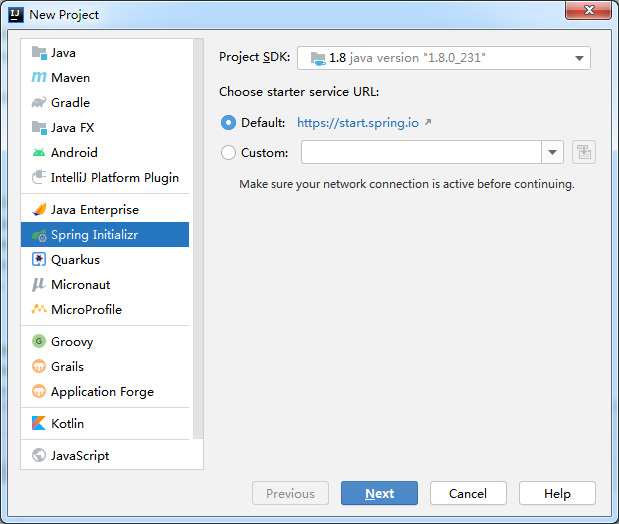 New Project
Java
Maven
Gradle
Java FX
Android
IntelliJ Platform Plugin
Java Enterprise
Spring Initializr
Quarkus
Micronaut
MicroProfile
Groovy
Grails
Application Forge
Kotlin
JavaScript
Project SDK: 1.8 java version "1.8.0_231"
Choose starter service URL:
Default: https://start.spring.io
Custom:
Make sure your network connection is active before continuing.
Previous Next Cancel Help